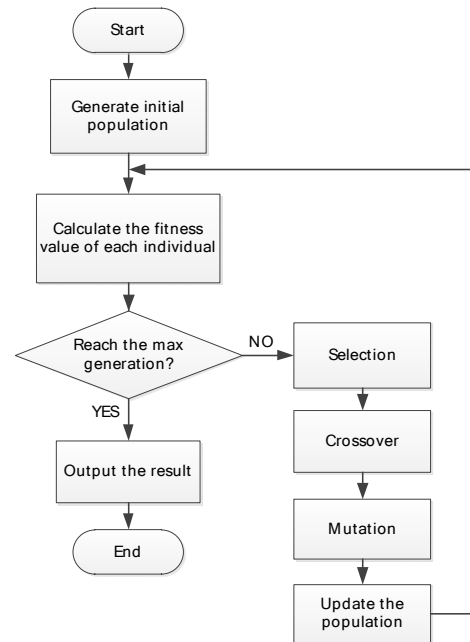 Start
Generate initial
population
Calculate the fitness
value of each individual
Reach the max
generation?
NO
Selection
YES
Crossover
Output the result
Mutation
End
Update the
population